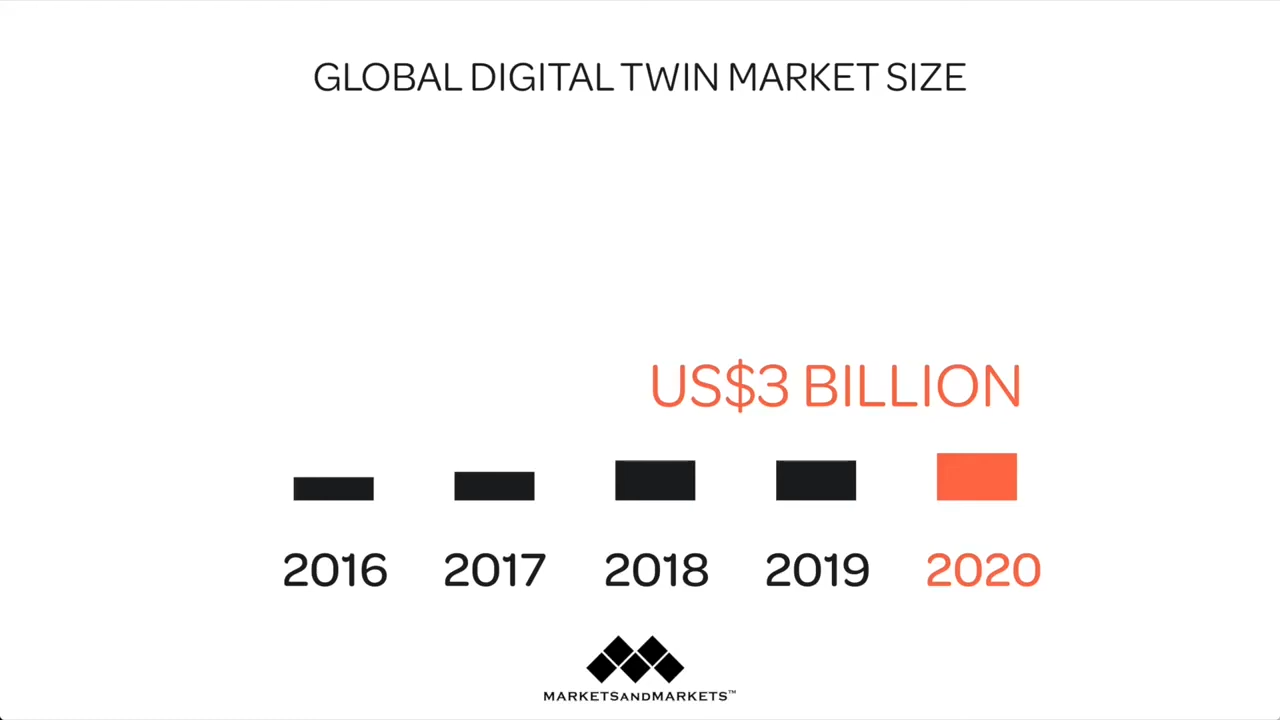 GLOBAL DIGITAL TWIN MARKET SIZE
US$3 BILLION
2016 2017 2018 2019 2020
MARKETSANDMARKETS™